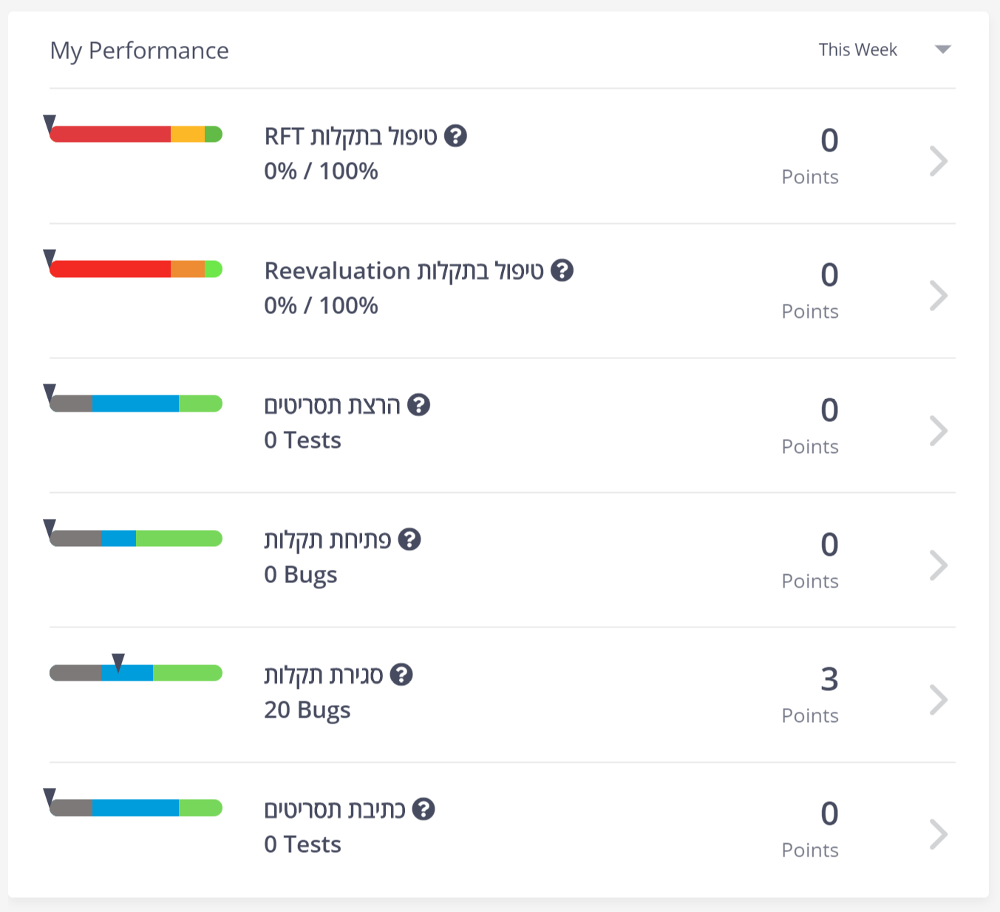 My Performance
This Week
טיפול בתקלות RFT
0
0% / 100%
Points
טיפול בתקלות Reevaluation
0
0% / 100%
Points
הרצת תסריטים
0
0 Tests
Points
פתיחת תקלות
0
0 Bugs
Points
סגירת תקלות
3
20 Bugs
Points
כתיבת תסריטים
0
0 Tests
Points